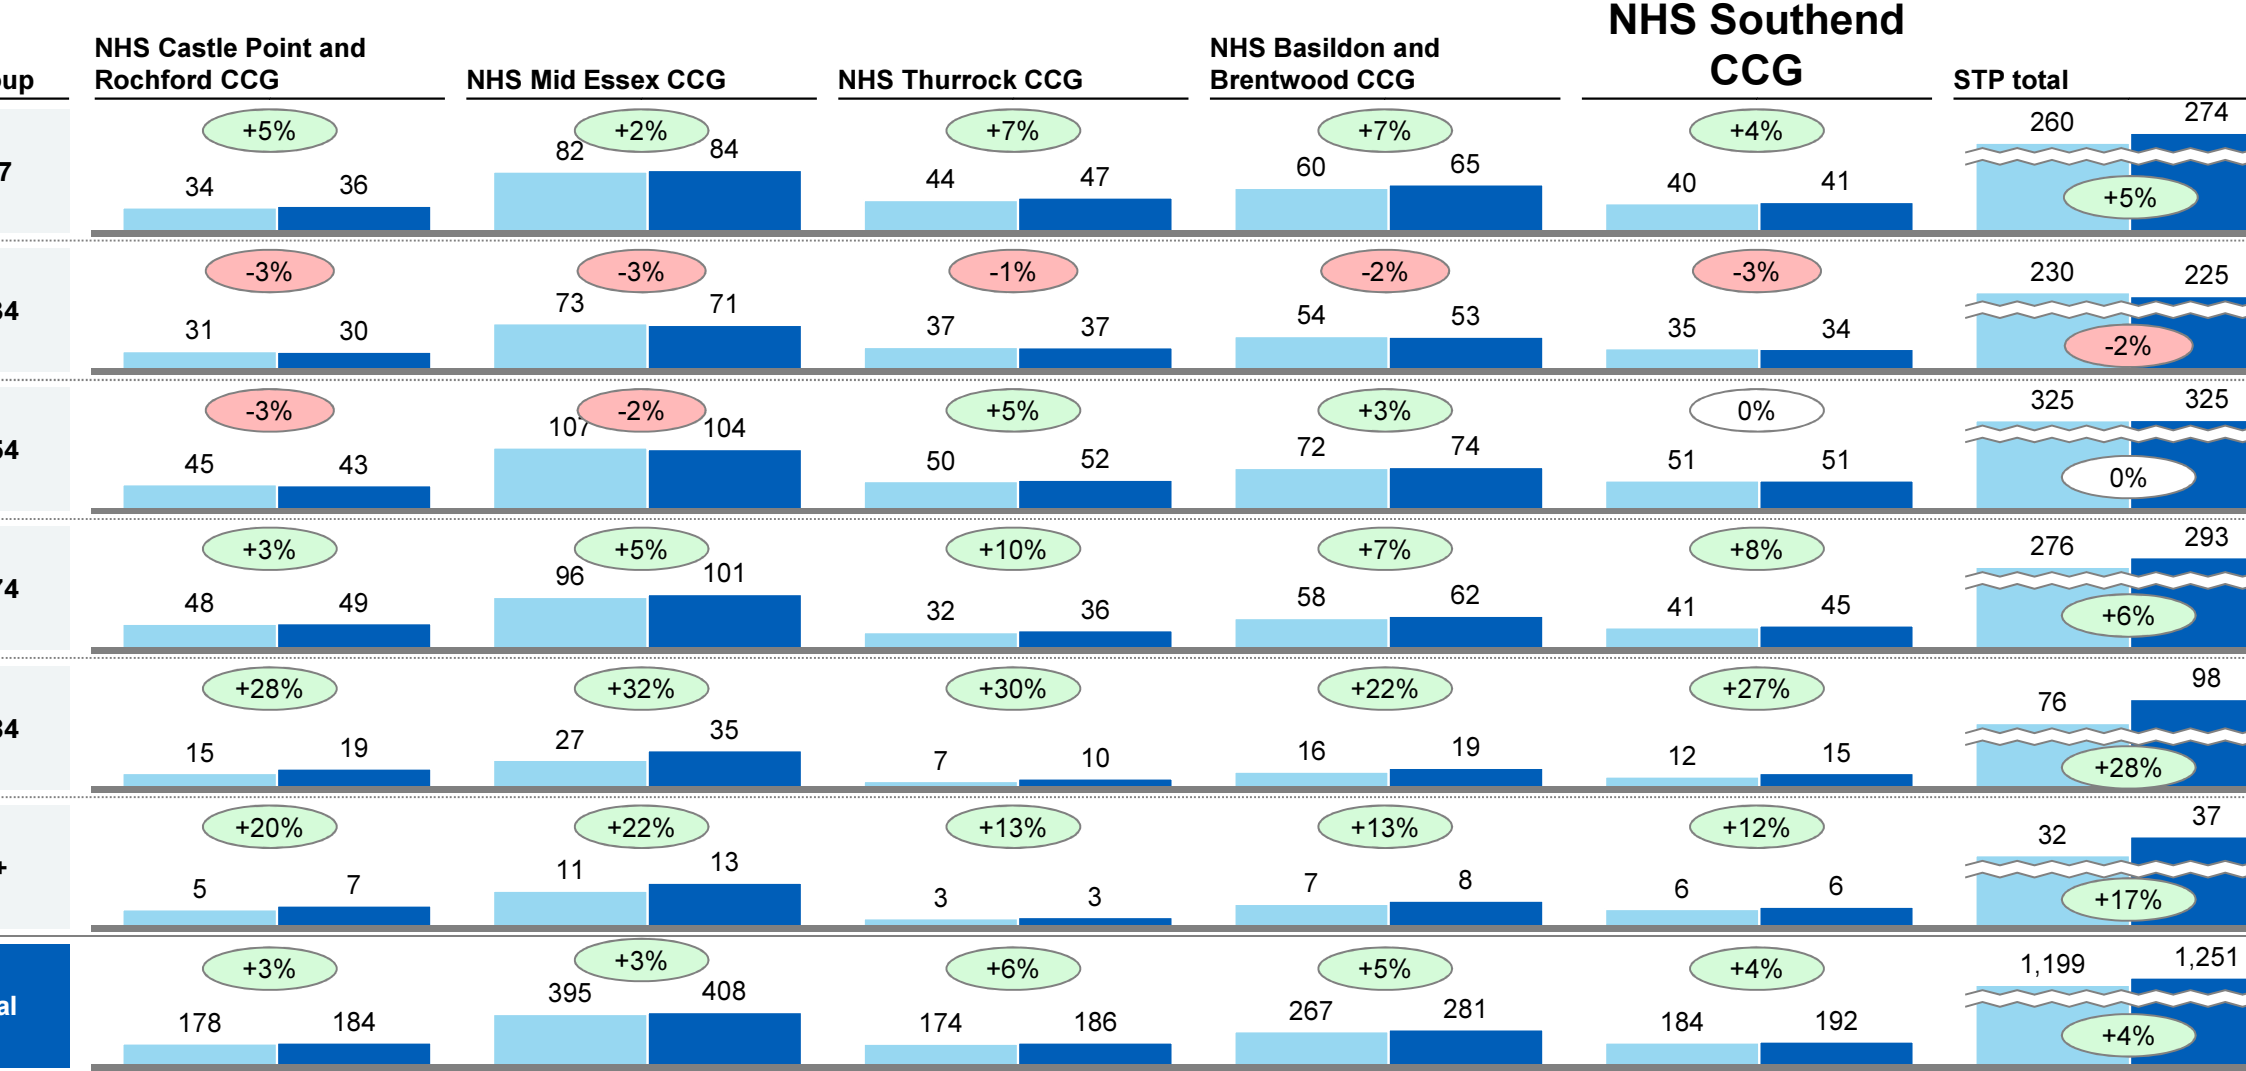 NHS Southend
CCG
NHS Castle Point and
Rochford CCG
NHS Mid Essex CCG
NHS Thurrock CCG
NHS Basildon and
Brentwood CCG
STP total
oup
+5% +2% +7% +7% +4%
34 36 82 84 44 47 60 65 40 41 260 274
+5%
7
-3% -3% -1% -2% -3%
31 30 73 71 37 37 54 53 35 34 230 225
-2%
34
-3% -2% +5% +3% 0%
45 43 107 104 50 52 72 74 51 51 325 325
0%
54
+3% +5% +10% +7% +8%
48 49 96 101 32 36 58 62 41 45 276 293
+6%
74
+28% +32% +30% +22% +27%
15 19 27 35 7 10 16 19 12 15 76 98
+28%
84
+20% +22% +13% +13% +12%
5 7 11 13 3 3 7 8 6 6 32 37
+17%
+
+3% +3% +6% +5% +4%
178 184 395 408 174 186 267 281 184 192 1,199 1,251
+4%
al